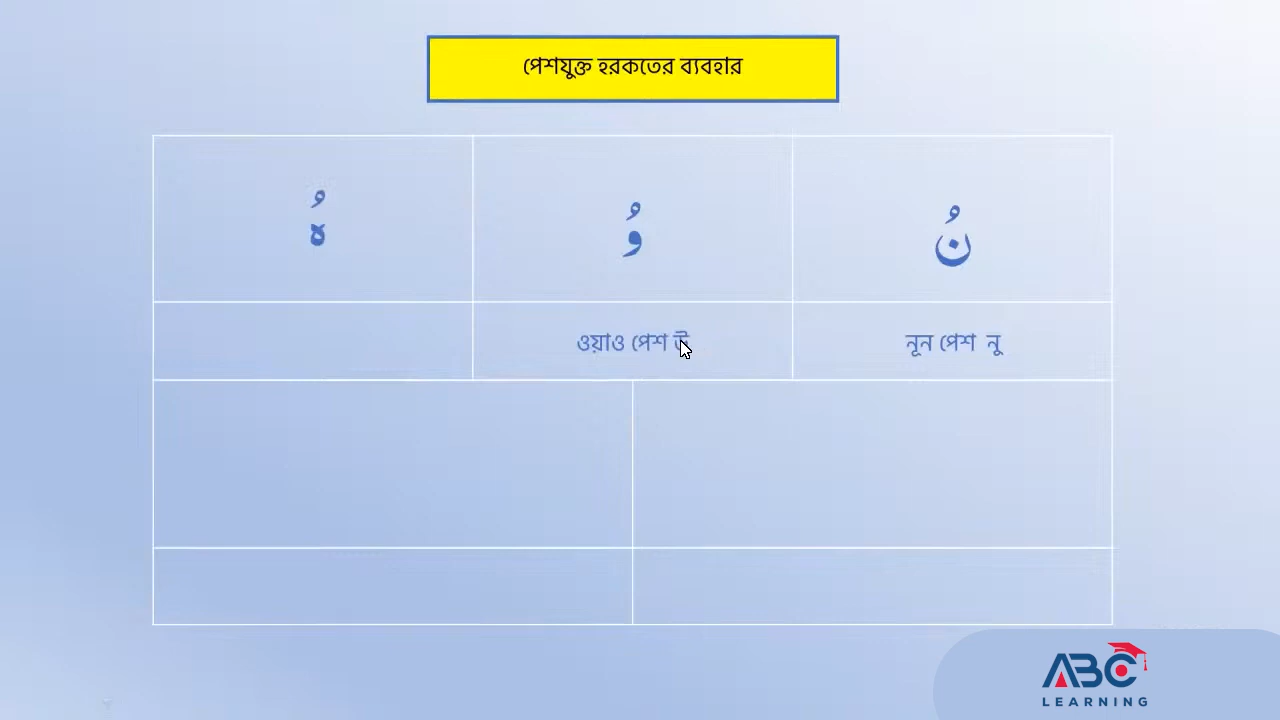 পেশযুক্ত হরকতের ব্যবহার
نُ وُ هُ
নূন পেশ নু ওয়াও পেশ উ
ABC
LEARNING